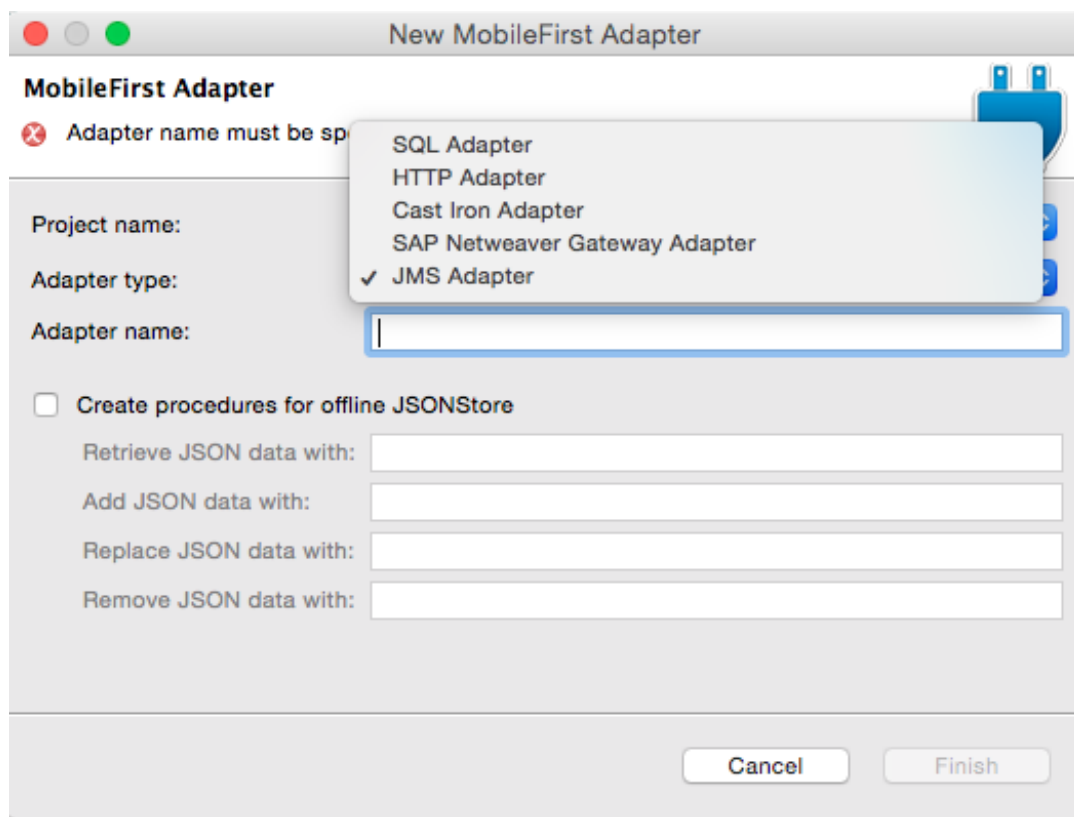 New MobileFirst Adapter
MobileFirst Adapter
Adapter name must be
SQL Adapter
HTTP Adapter
Cast Iron Adapter
SAP Netweaver Gateway Adapter
✓ JMS Adapter
Project name:
Adapter type:
Adapter name:
Create procedures for offline JSONStore
Retrieve JSON data with:
Add JSON data with:
Replace JSON data with:
Remove JSON data with:
Cancel
Finish